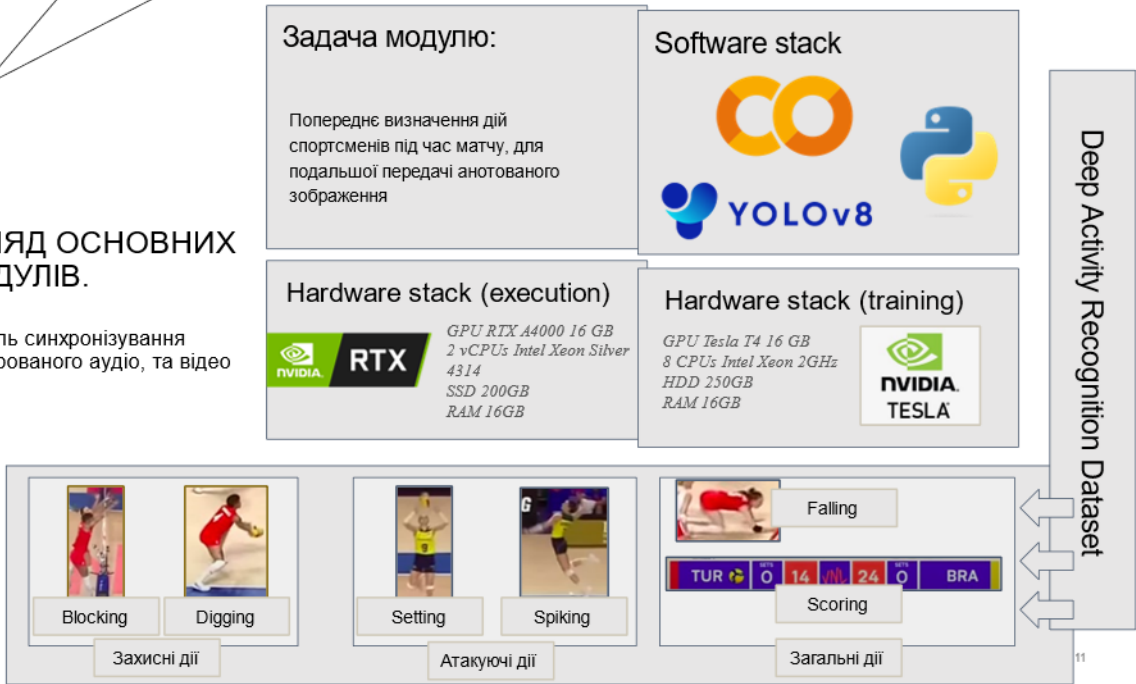 Задача модулю:
Попереднє визначення дій
спортсменів під час матчу, для
подальшої передачі анотованого
зображення
Software stack
YOLOv8
ЯД ОСНОВНИХ
ДУЛІВ.
ль синхронізування
рованого аудіо, та відео
Hardware stack (execution)
NVIDIA.
RTX
GPU RTX A4000 16 GB
2 vCPUs Intel Xeon Silver
4314
SSD 200GB
RAM 16GB
Hardware stack (training)
GPU Tesla T4 16 GB
8 CPUs Intel Xeon 2GHz
HDD 250GB
RAM 16GB
NVIDIA.
TESLA
Deep Activity Recognition Dataset
Blocking
Digging
Захисні дії
9
Setting
Spiking
Атакуючі дії
Falling
TUR SETS 0 14 VNL 24 SETS 0 BRA
Scoring
Загальні дії
11